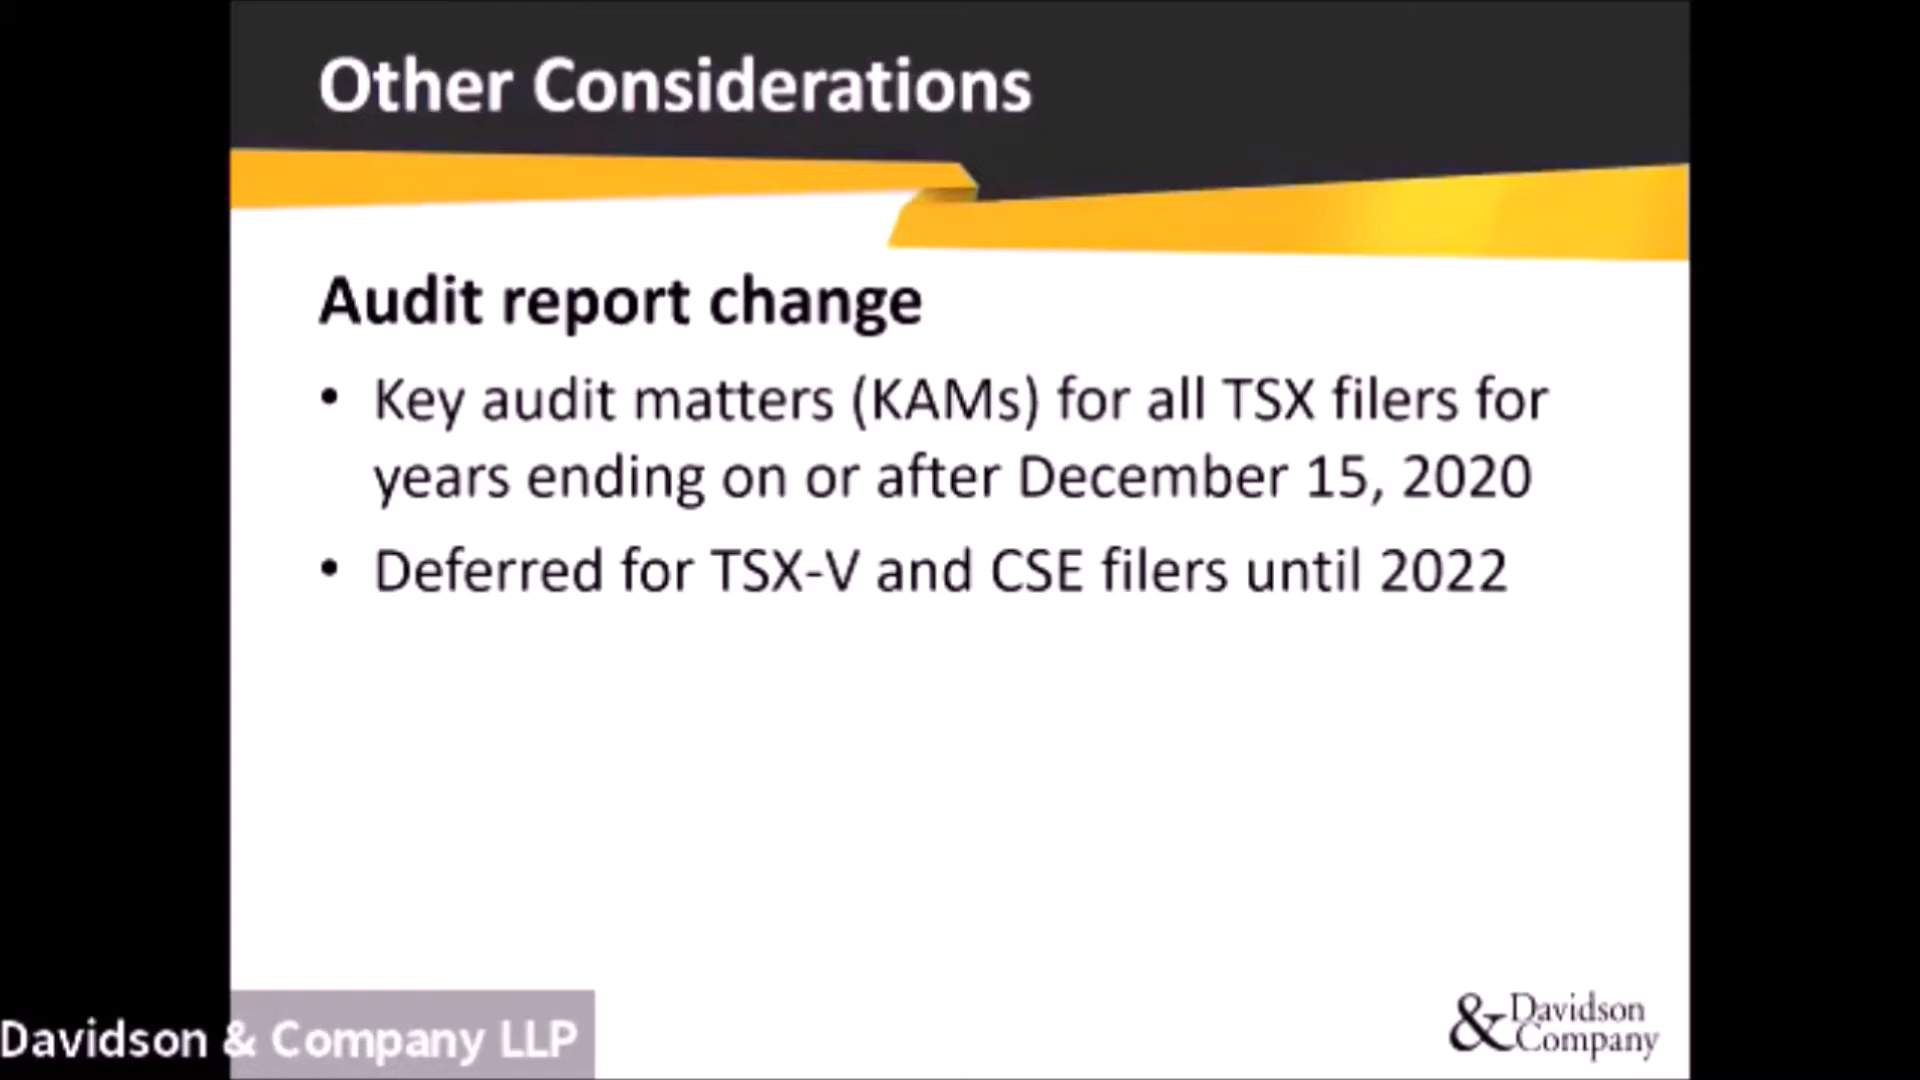 Other Considerations
Audit report change
• Key audit matters (KAMs) for all TSX filers for
years ending on or after December 15, 2020
• Deferred for TSX-V and CSE filers until 2022
Davidson & Company LLP
& Davidson
Company